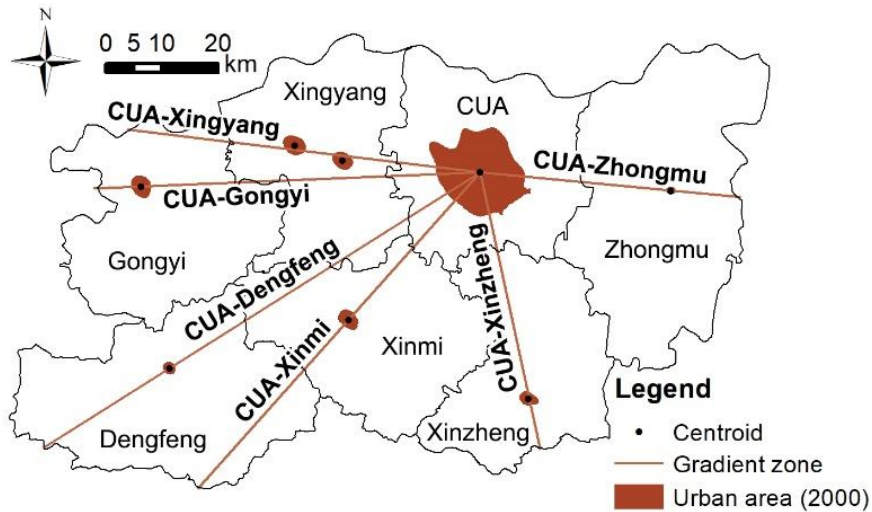 N
0 5 10 20
km
Xingyang
CUA
CUA-Xingyang
CUA-Zhongmu
CUA-Gongyi
Zhongmu
Gongyi
CUA-Dengfeng
CUA-Xinzheng
CUA-Xinmi
Xinmi
Dengfeng
Xinzheng
Legend
Centroid
Gradient zone
Urban area (2000)